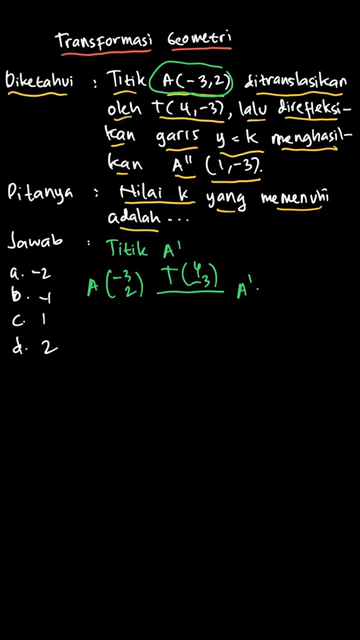 Transformasi Geometri
Diketahui : Titik A(-3,2) ditranslasikan
oleh T(4,-3), lalu direfleksi-
kan garis y = k menghasil-
kan A" (1,-3).
Ditanya : Nilai k yang memenuhi
adalah ...
Jawab : Titik A'
a. -2
A (-3 2) T(4 -3) A'.
b. -1
c. 1
d. 2